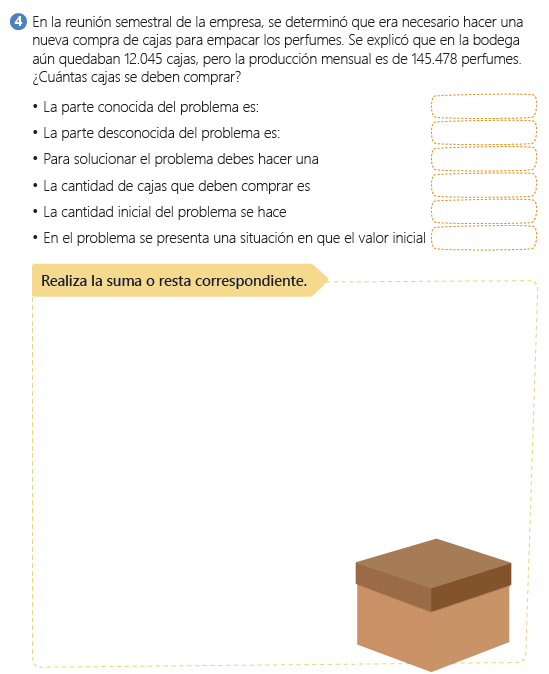 4 En la reunión semestral de la empresa, se determinó que era necesario hacer una
nueva compra de cajas para empacar los perfumes. Se explicó que en la bodega
aún quedaban 12.045 cajas, pero la producción mensual es de 145.478 perfumes.
¿Cuántas cajas se deben comprar?
• La parte conocida del problema es:
• La parte desconocida del problema es:
• Para solucionar el problema debes hacer una
• La cantidad de cajas que deben comprar es
• La cantidad inicial del problema se hace
• En el problema se presenta una situación en que el valor inicial
Realiza la suma o resta correspondiente.